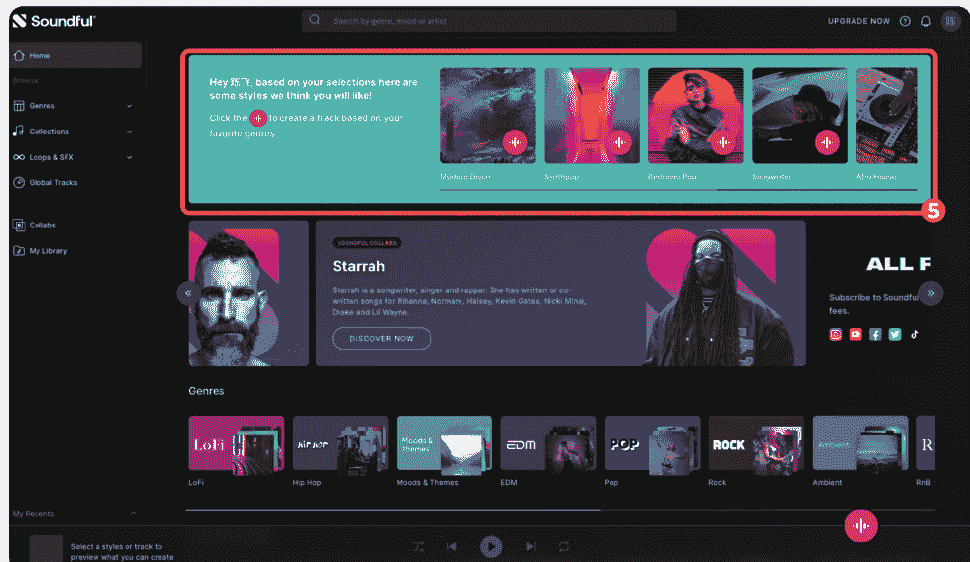 Soundful
Search by genre, mood or artist
UPGRADE NOW
Home
Browse
Genres
Collections
Loops & SFX
Global Tracks
Collabs
My Library
Hey 珏飞, based on your selections here are
some styles we think you will like!
Click the to create a track based on your
favorite genres
Synthpop
Bedroom Pop
Songwriter
Afro House
5
SOUNDFUL COLLABS
Starrah
Starrah is a songwriter, singer and rapper. She has written or co-
written songs for Rihanna, Normani, Halsey, Kevin Gates, Nicki Minaj,
Drake and Lil Wayne.
DISCOVER NOW
ALL F
Subscribe to Soundful
fees.
Genres
LoFi
HIP HOP
Moods &
Themes
EDM
POP
ROCK
Ambient
R
LoFi
Hip Hop
Moods & Themes
EDM
Pop
Rock
Ambient
RnB
My Recents
Select a styles or track to
preview what you can create